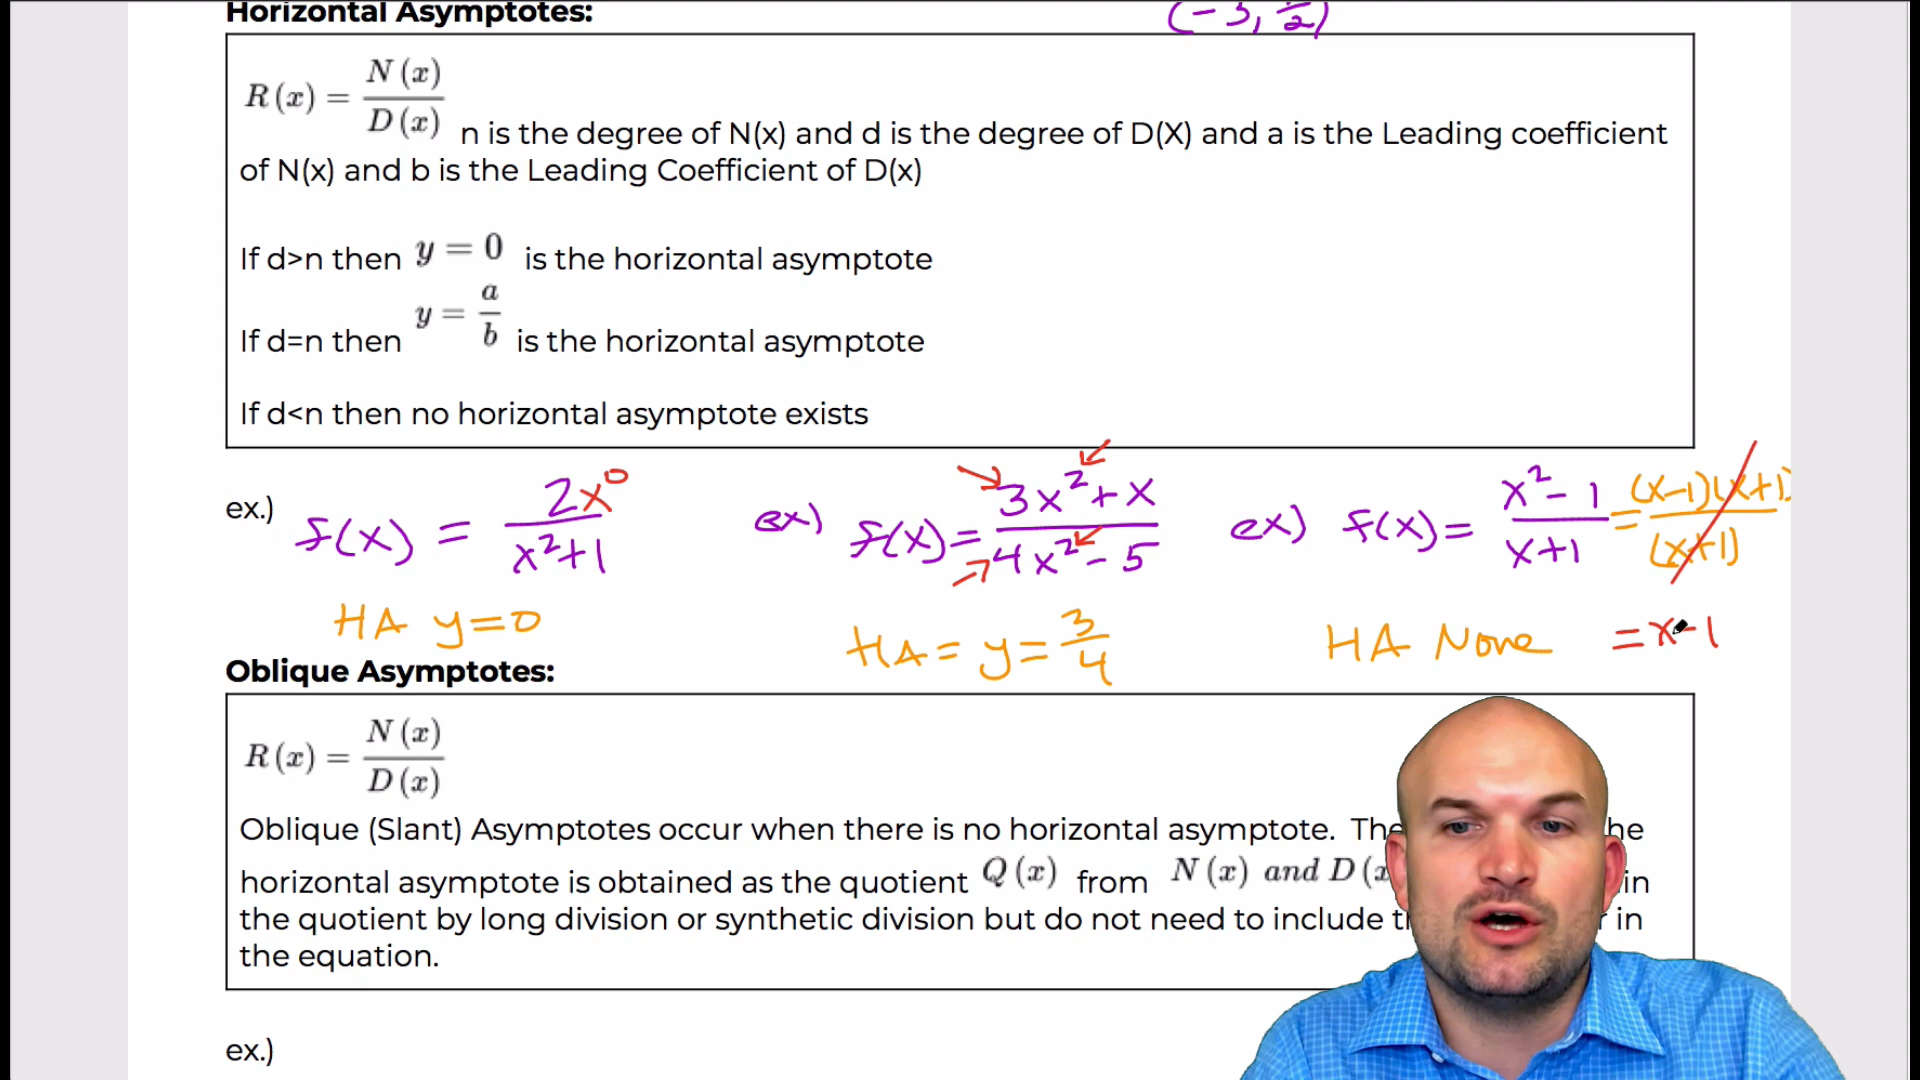 Horizontal Asymptotes:
(-3, /2)
R(x) = N(x) / D(x) n is the degree of N(x) and d is the degree of D(X) and a is the Leading coefficient
of N(x) and b is the Leading Coefficient of D(x)
If d>n then y = 0 is the horizontal asymptote
If d=n then y = a/b is the horizontal asymptote
If d<n then no horizontal asymptote exists
ex.) f(x) = 2x⁰ / x²+1
ex) f(x) = 3x²+x / 4x²-5
ex) f(x) = x²-1 / x+1 = (x-1)(x+1) / (x+1)
HA y=0
HA = y = 3/4
HA None = x-1
Oblique Asymptotes:
R(x) = N(x) / D(x)
Oblique (Slant) Asymptotes occur when there is no horizontal asymptote. The he
horizontal asymptote is obtained as the quotient Q(x) from N(x) and D(x in
the quotient by long division or synthetic division but do not need to include t r in
the equation.
ex.)